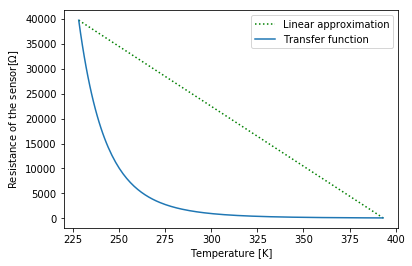 40000
35000
30000
25000
20000
15000
10000
5000
0
Resistance of the sensor[Ω]
Linear approximation
Transfer function
225 250 275 300 325 350 375 400
Temperature [K]